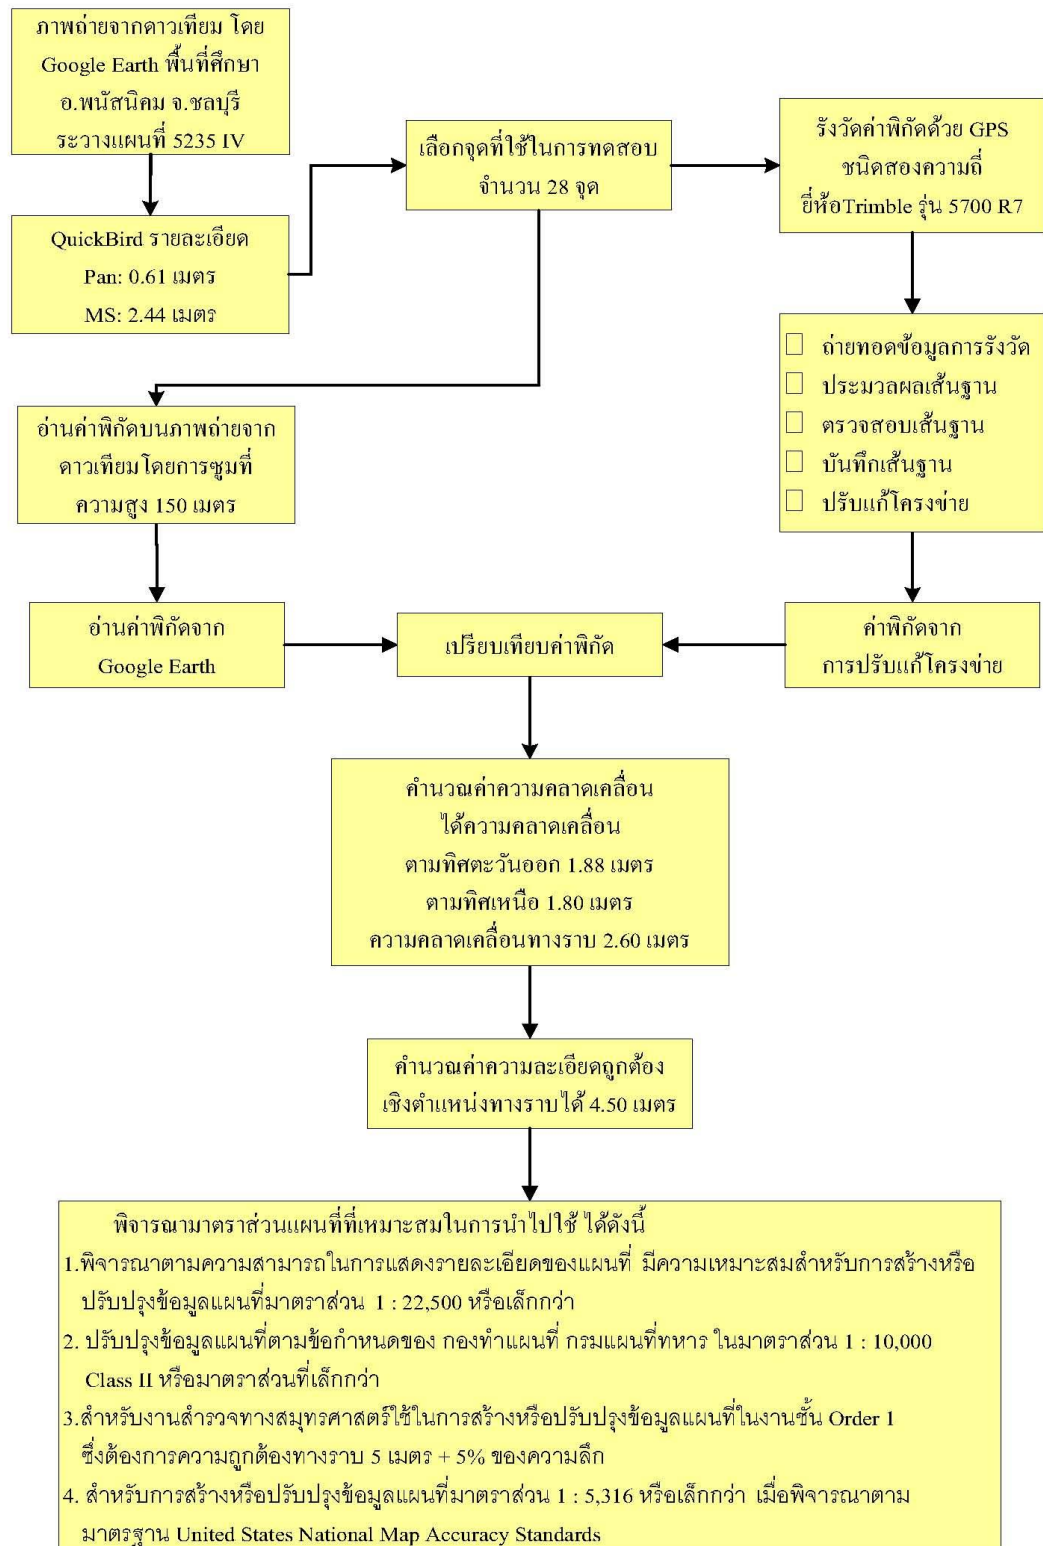 ภาพถ่ายจากดาวเทียม โดย
Google Earth พื้นที่ศึกษา
อ.พนัสนิคม จ.ชลบุรี
ระวางแผนที่ 5235 IV
QuickBird รายละเอียด
Pan: 0.61 เมตร
MS: 2.44 เมตร
เลือกจุดที่ใช้ในการทดสอบ
จำนวน 28 จุด
รังวัดค่าพิกัดด้วย GPS
ชนิดสองความถี่
ยี่ห้อTrimble รุ่น 5700 R7
ถ่ายทอดข้อมูลการรังวัด
ประมวลผลเส้นฐาน
ตรวจสอบเส้นฐาน
บันทึกเส้นฐาน
ปรับแก้โครงข่าย
อ่านค่าพิกัดบนภาพถ่ายจาก
ดาวเทียมโดยการซูมที่
ความสูง 150 เมตร
อ่านค่าพิกัดจาก
Google Earth
เปรียบเทียบค่าพิกัด
ค่าพิกัดจาก
การปรับแก้โครงข่าย
คำนวณค่าความคลาดเคลื่อน
ได้ความคลาดเคลื่อน
ตามทิศตะวันออก 1.88 เมตร
ตามทิศเหนือ 1.80 เมตร
ความคลาดเคลื่อนทางราบ 2.60 เมตร
คำนวณค่าความละเอียดถูกต้อง
เชิงตำแหน่งทางราบได้ 4.50 เมตร
พิจารณามาตราส่วนแผนที่ที่เหมาะสมในการนำไปใช้ ได้ดังนี้
1.พิจารณาตามความสามารถในการแสดงรายละเอียดของแผนที่ มีความเหมาะสมสำหรับการสร้างหรือ
ปรับปรุงข้อมูลแผนที่มาตราส่วน 1 : 22,500 หรือเล็กกว่า
2. ปรับปรุงข้อมูลแผนที่ตามข้อกำหนดของ กองทำแผนที่ กรมแผนที่ทหาร ในมาตราส่วน 1 : 10,000
Class II หรือมาตราส่วนที่เล็กกว่า
3.สำหรับงานสำรวจทางสมุทรศาสตร์ใช้ในการสร้างหรือปรับปรุงข้อมูลแผนที่ในงานชั้น Order 1
ซึ่งต้องการความถูกต้องทางราบ 5 เมตร + 5% ของความลึก
4. สำหรับการสร้างหรือปรับปรุงข้อมูลแผนที่มาตราส่วน 1 : 5,316 หรือเล็กกว่า เมื่อพิจารณาตาม
มาตรฐาน United States National Map Accuracy Standards